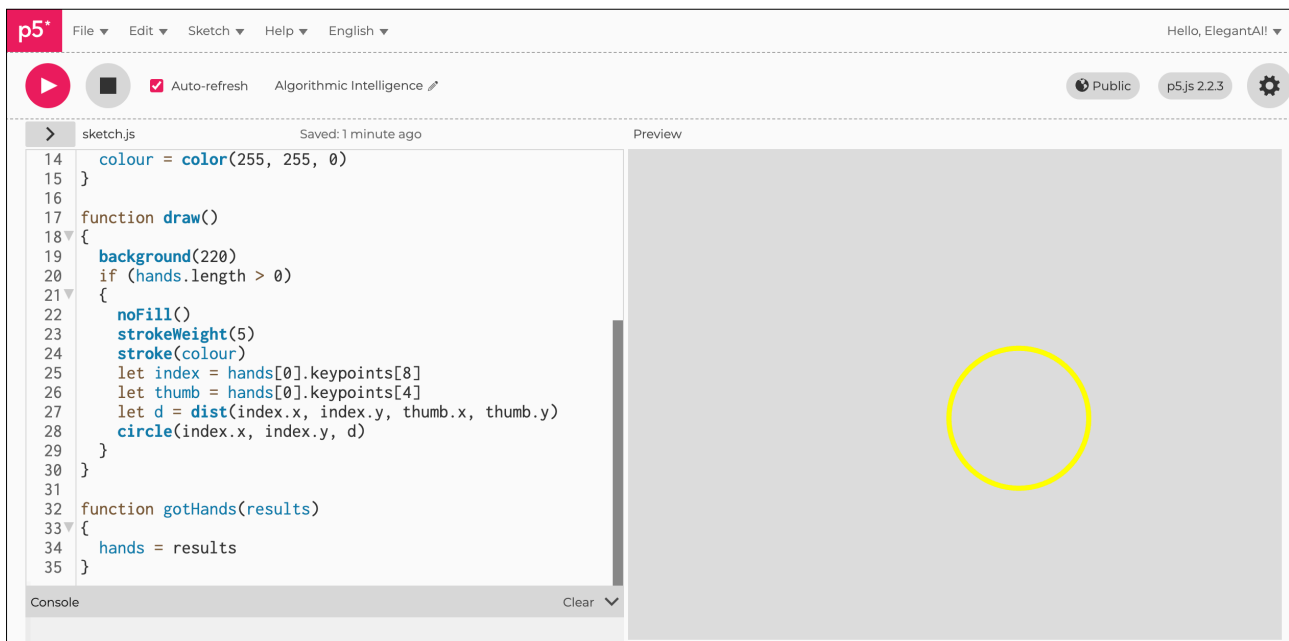 p5* File Edit Sketch Help English Hello, ElegantAI!
Auto-refresh Algorithmic Intelligence Public p5.js 2.2.3
sketch.js Saved: 1 minute ago Preview
14   colour = color(255, 255, 0)
15 }
16
17 function draw()
18 {
19   background(220)
20   if (hands.length > 0)
21   {
22     noFill()
23     strokeWeight(5)
24     stroke(colour)
25     let index = hands[0].keypoints[8]
26     let thumb = hands[0].keypoints[4]
27     let d = dist(index.x, index.y, thumb.x, thumb.y)
28     circle(index.x, index.y, d)
29   }
30 }
31
32 function gotHands(results)
33 {
34   hands = results
35 }
Console Clear